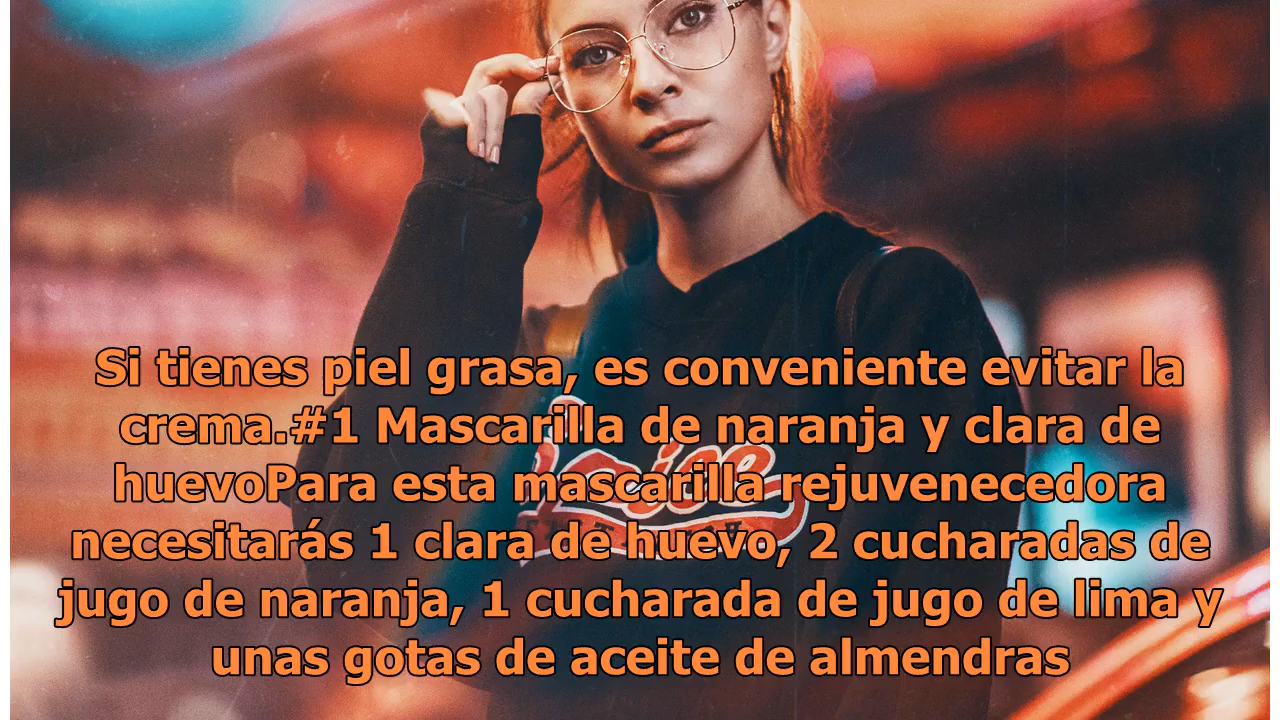 Si tienes piel grasa, es conveniente evitar la
crema.#1 Mascarilla de naranja y clara de
huevoPara esta mascarilla rejuvenecedora
necesitarás 1 clara de huevo, 2 cucharadas de
jugo de naranja, 1 cucharada de jugo de lima y
unas gotas de aceite de almendras